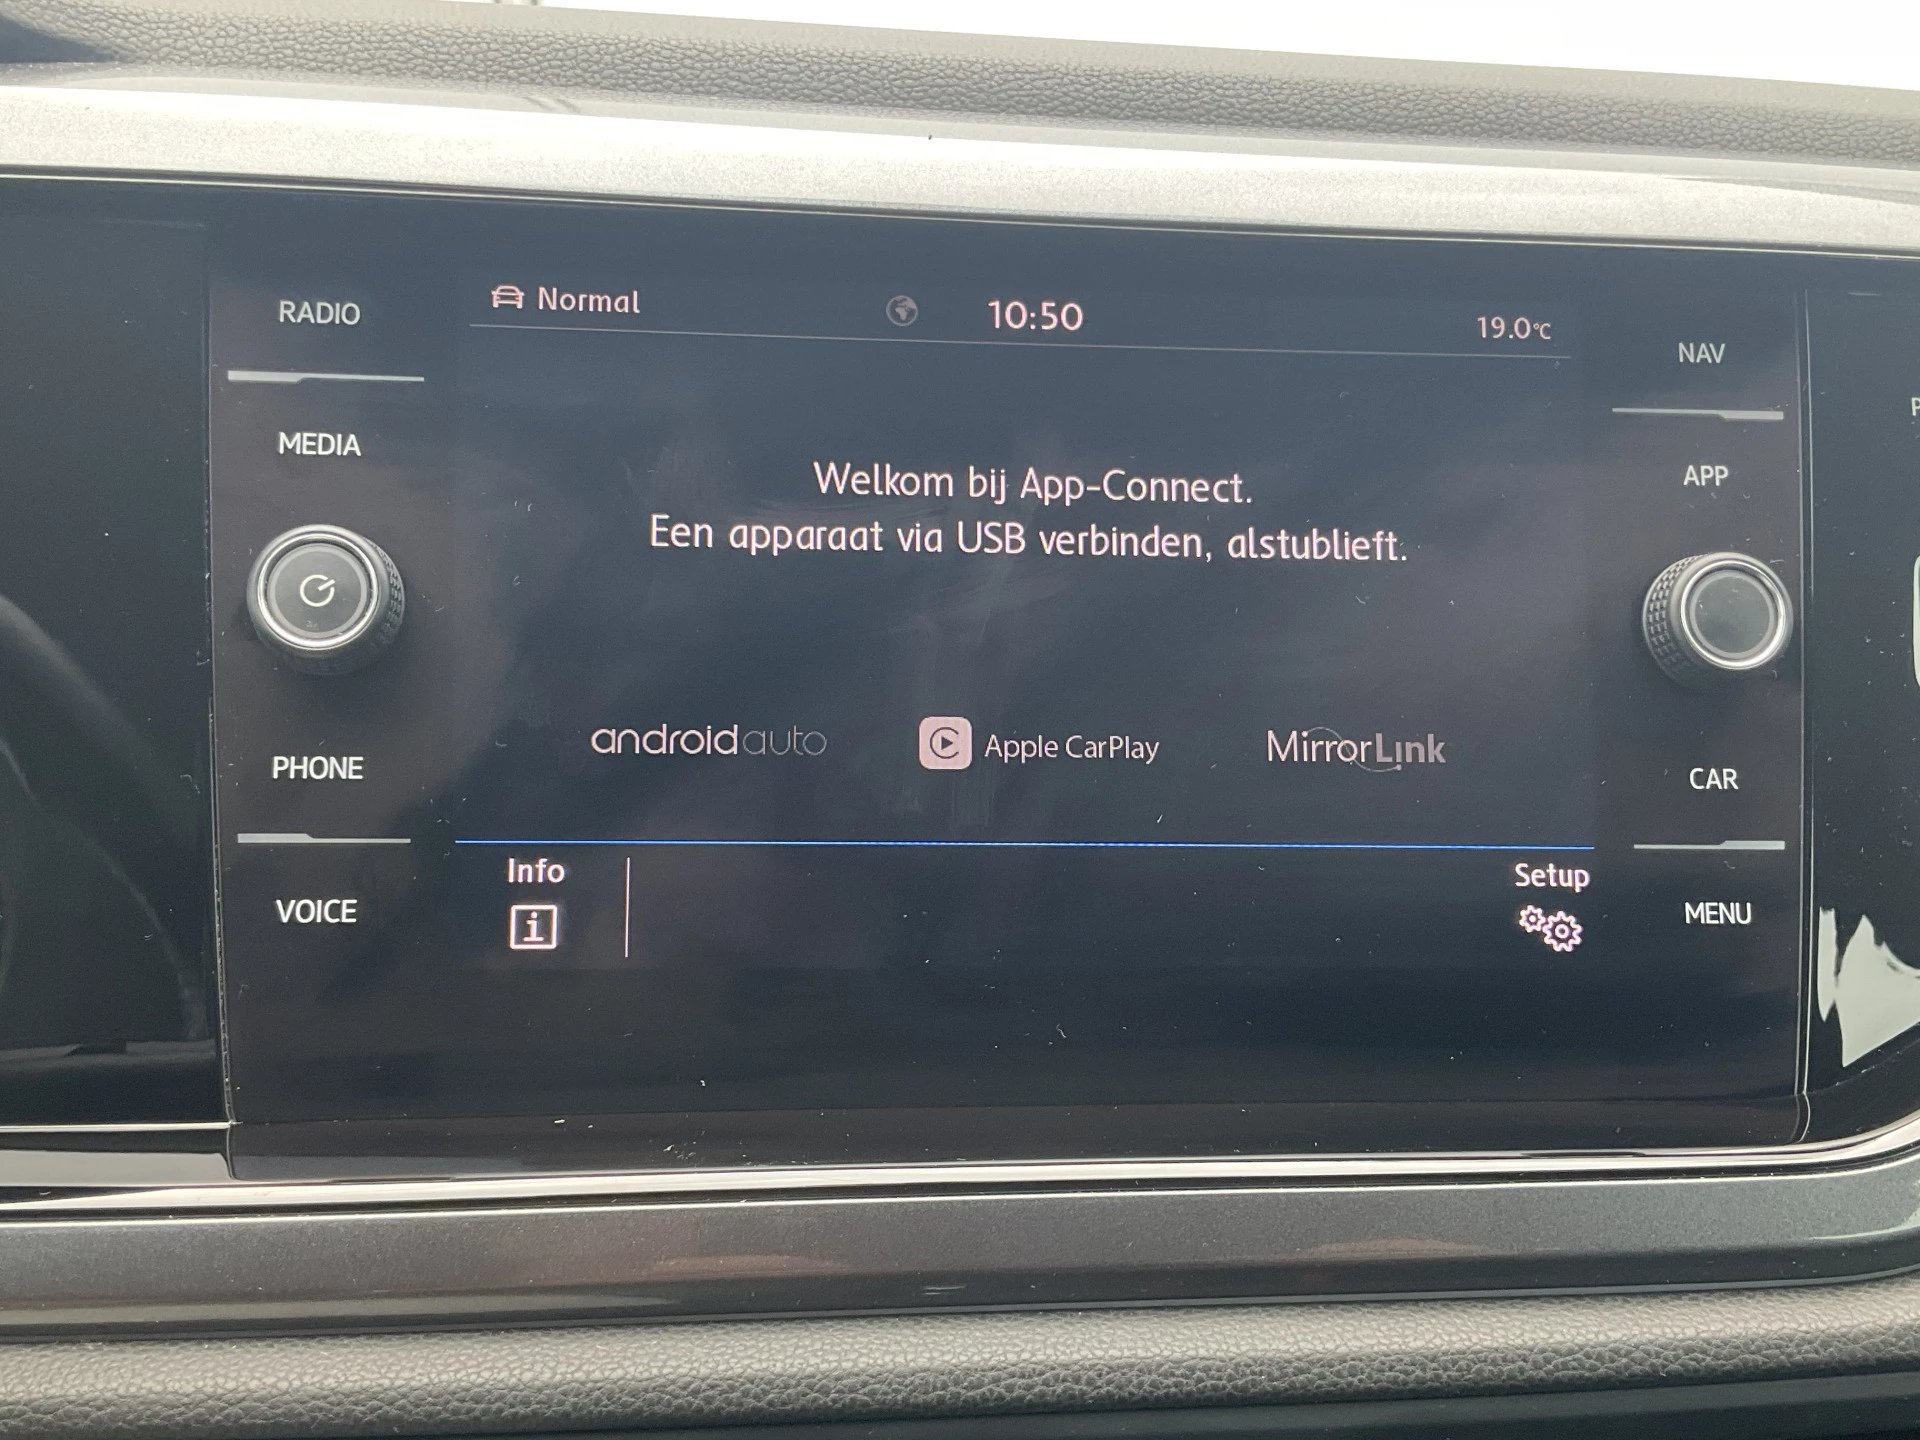 RADIO
MEDIA
PHONE
VOICE
Normal
10:50
19.0°C
Welkom bij App-Connect.
Een apparaat via USB verbinden, alstublieft.
androidauto
Apple CarPlay
MirrorLink
Info
i
Setup
NAV
APP
CAR
MENU
P